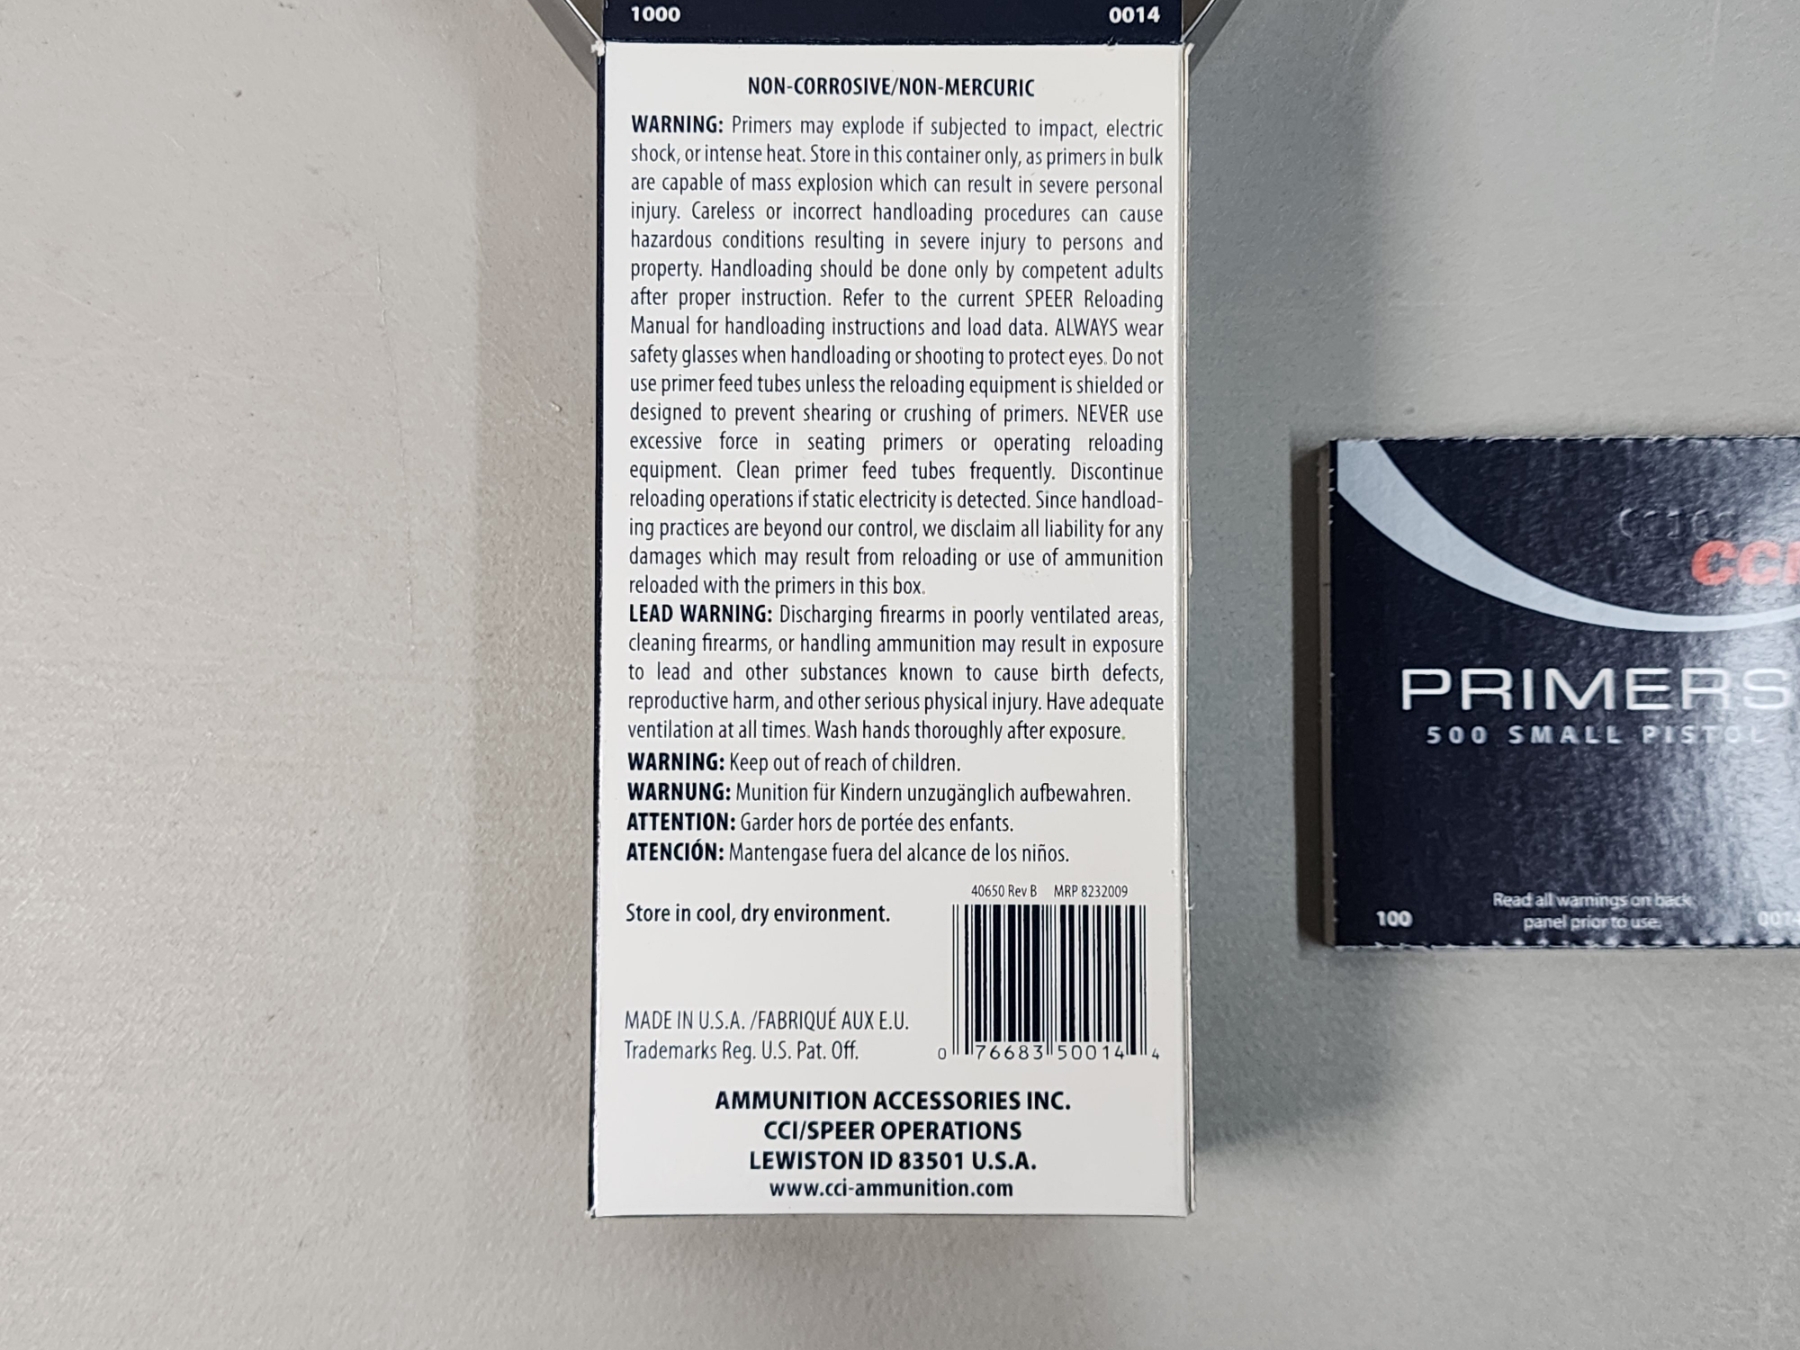 1000 0014
NON-CORROSIVE/NON-MERCURIC
WARNING: Primers may explode if subjected to impact, electric
shock, or intense heat. Store in this container only, as primers in bulk
are capable of mass explosion which can result in severe personal
injury. Careless or incorrect handloading procedures can cause
hazardous conditions resulting in severe injury to persons and
property. Handloading should be done only by competent adults
after proper instruction. Refer to the current SPEER Reloading
Manual for handloading instructions and load data. ALWAYS wear
safety glasses when handloading or shooting to protect eyes. Do not
use primer feed tubes unless the reloading equipment is shielded or
designed to prevent shearing or crushing of primers. NEVER use
excessive force in seating primers or operating reloading
equipment. Clean primer feed tubes frequently. Discontinue
reloading operations if static electricity is detected. Since handload-
ing practices are beyond our control, we disclaim all liability for any
damages which may result from reloading or use of ammunition
reloaded with the primers in this box.
LEAD WARNING: Discharging firearms in poorly ventilated areas,
cleaning firearms, or handling ammunition may result in exposure
to lead and other substances known to cause birth defects,
reproductive harm, and other serious physical injury. Have adequate
ventilation at all times. Wash hands thoroughly after exposure.
WARNING: Keep out of reach of children.
WARNUNG: Munition für Kindern unzugänglich aufbewahren.
ATTENTION: Garder hors de portée des enfants.
ATENCIÓN: Mantengase fuera del alcance de los niños.
40650 Rev B MRP 8232009
Store in cool, dry environment.
MADE IN U.S.A. /FABRIQUÉ AUX E.U.
Trademarks Reg. U.S. Pat. Off.
0 76683 50014 4
AMMUNITION ACCESSORIES INC.
CCI/SPEER OPERATIONS
LEWISTON ID 83501 U.S.A.
www.cci-ammunition.com
CCI
PRIMERS
500 SMALL PISTOL
Read all warnings on back
panel prior to use.
100 0014